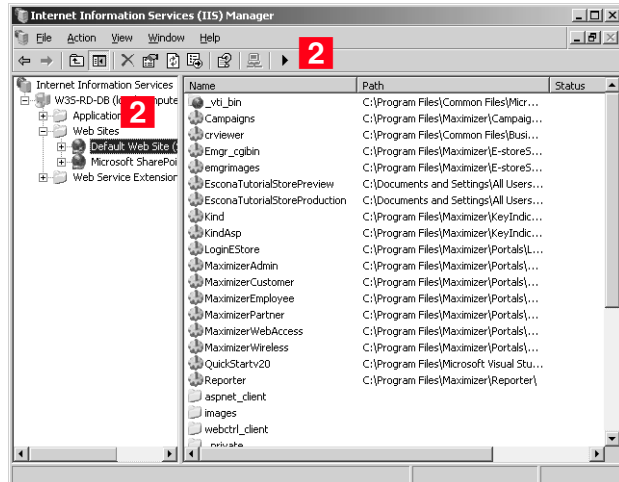 Internet Information Services (IIS) Manager
File Action View Window Help
2
Internet Information Services
W3S-RD-DB (lo
mpute
2
Application
Web Sites
Default Web Site (
Microsoft SharePoi
Web Service Extension
Name Path Status
_vti_bin C:\Program Files\Common Files\Micr...
Campaigns C:\Program Files\Maximizer\Campaig...
crviewer C:\Program Files\Common Files\Busi...
Emgr_cgibin C:\Program Files\Maximizer\E-storeS...
emgrimages C:\Program Files\Maximizer\E-storeS...
EsconaTutorialStorePreview C:\Documents and Settings\All Users...
EsconaTutorialStoreProduction C:\Documents and Settings\All Users...
Kind C:\Program Files\Maximizer\KeyIndic...
KindAsp C:\Program Files\Maximizer\KeyIndic...
LoginEStore C:\Program Files\Maximizer\Portals\L...
MaximizerAdmin C:\Program Files\Maximizer\Portals\...
MaximizerCustomer C:\Program Files\Maximizer\Portals\...
MaximizerEmployee C:\Program Files\Maximizer\Portals\...
MaximizerPartner C:\Program Files\Maximizer\Portals\...
MaximizerWebAccess C:\Program Files\Maximizer\Portals\...
MaximizerWireless C:\Program Files\Maximizer\Portals\...
QuickStartv20 C:\Program Files\Microsoft Visual Stu...
Reporter C:\Program Files\Maximizer\Reporter\
aspnet_client
images
webctrl_client
_private